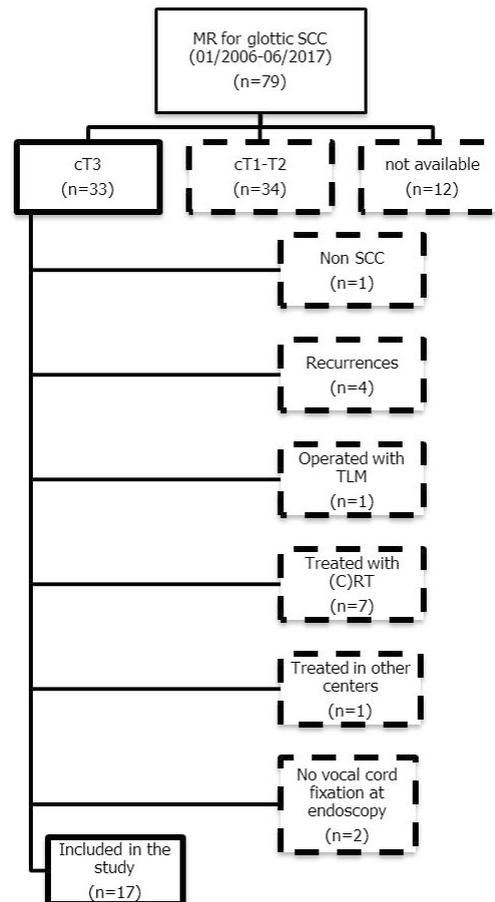 MR for glottic SCC
(01/2006-06/2017)
(n=79)
cT3
(n=33)
cT1-T2
(n=34)
not available
(n=12)
Non SCC
(n=1)
Recurrences
(n=4)
Operated with
TLM
(n=1)
Treated with
(C)RT
(n=7)
Treated in other
centers
(n=1)
No vocal cord
fixation at
endoscopy
(n=2)
Included in the
study
(n=17)